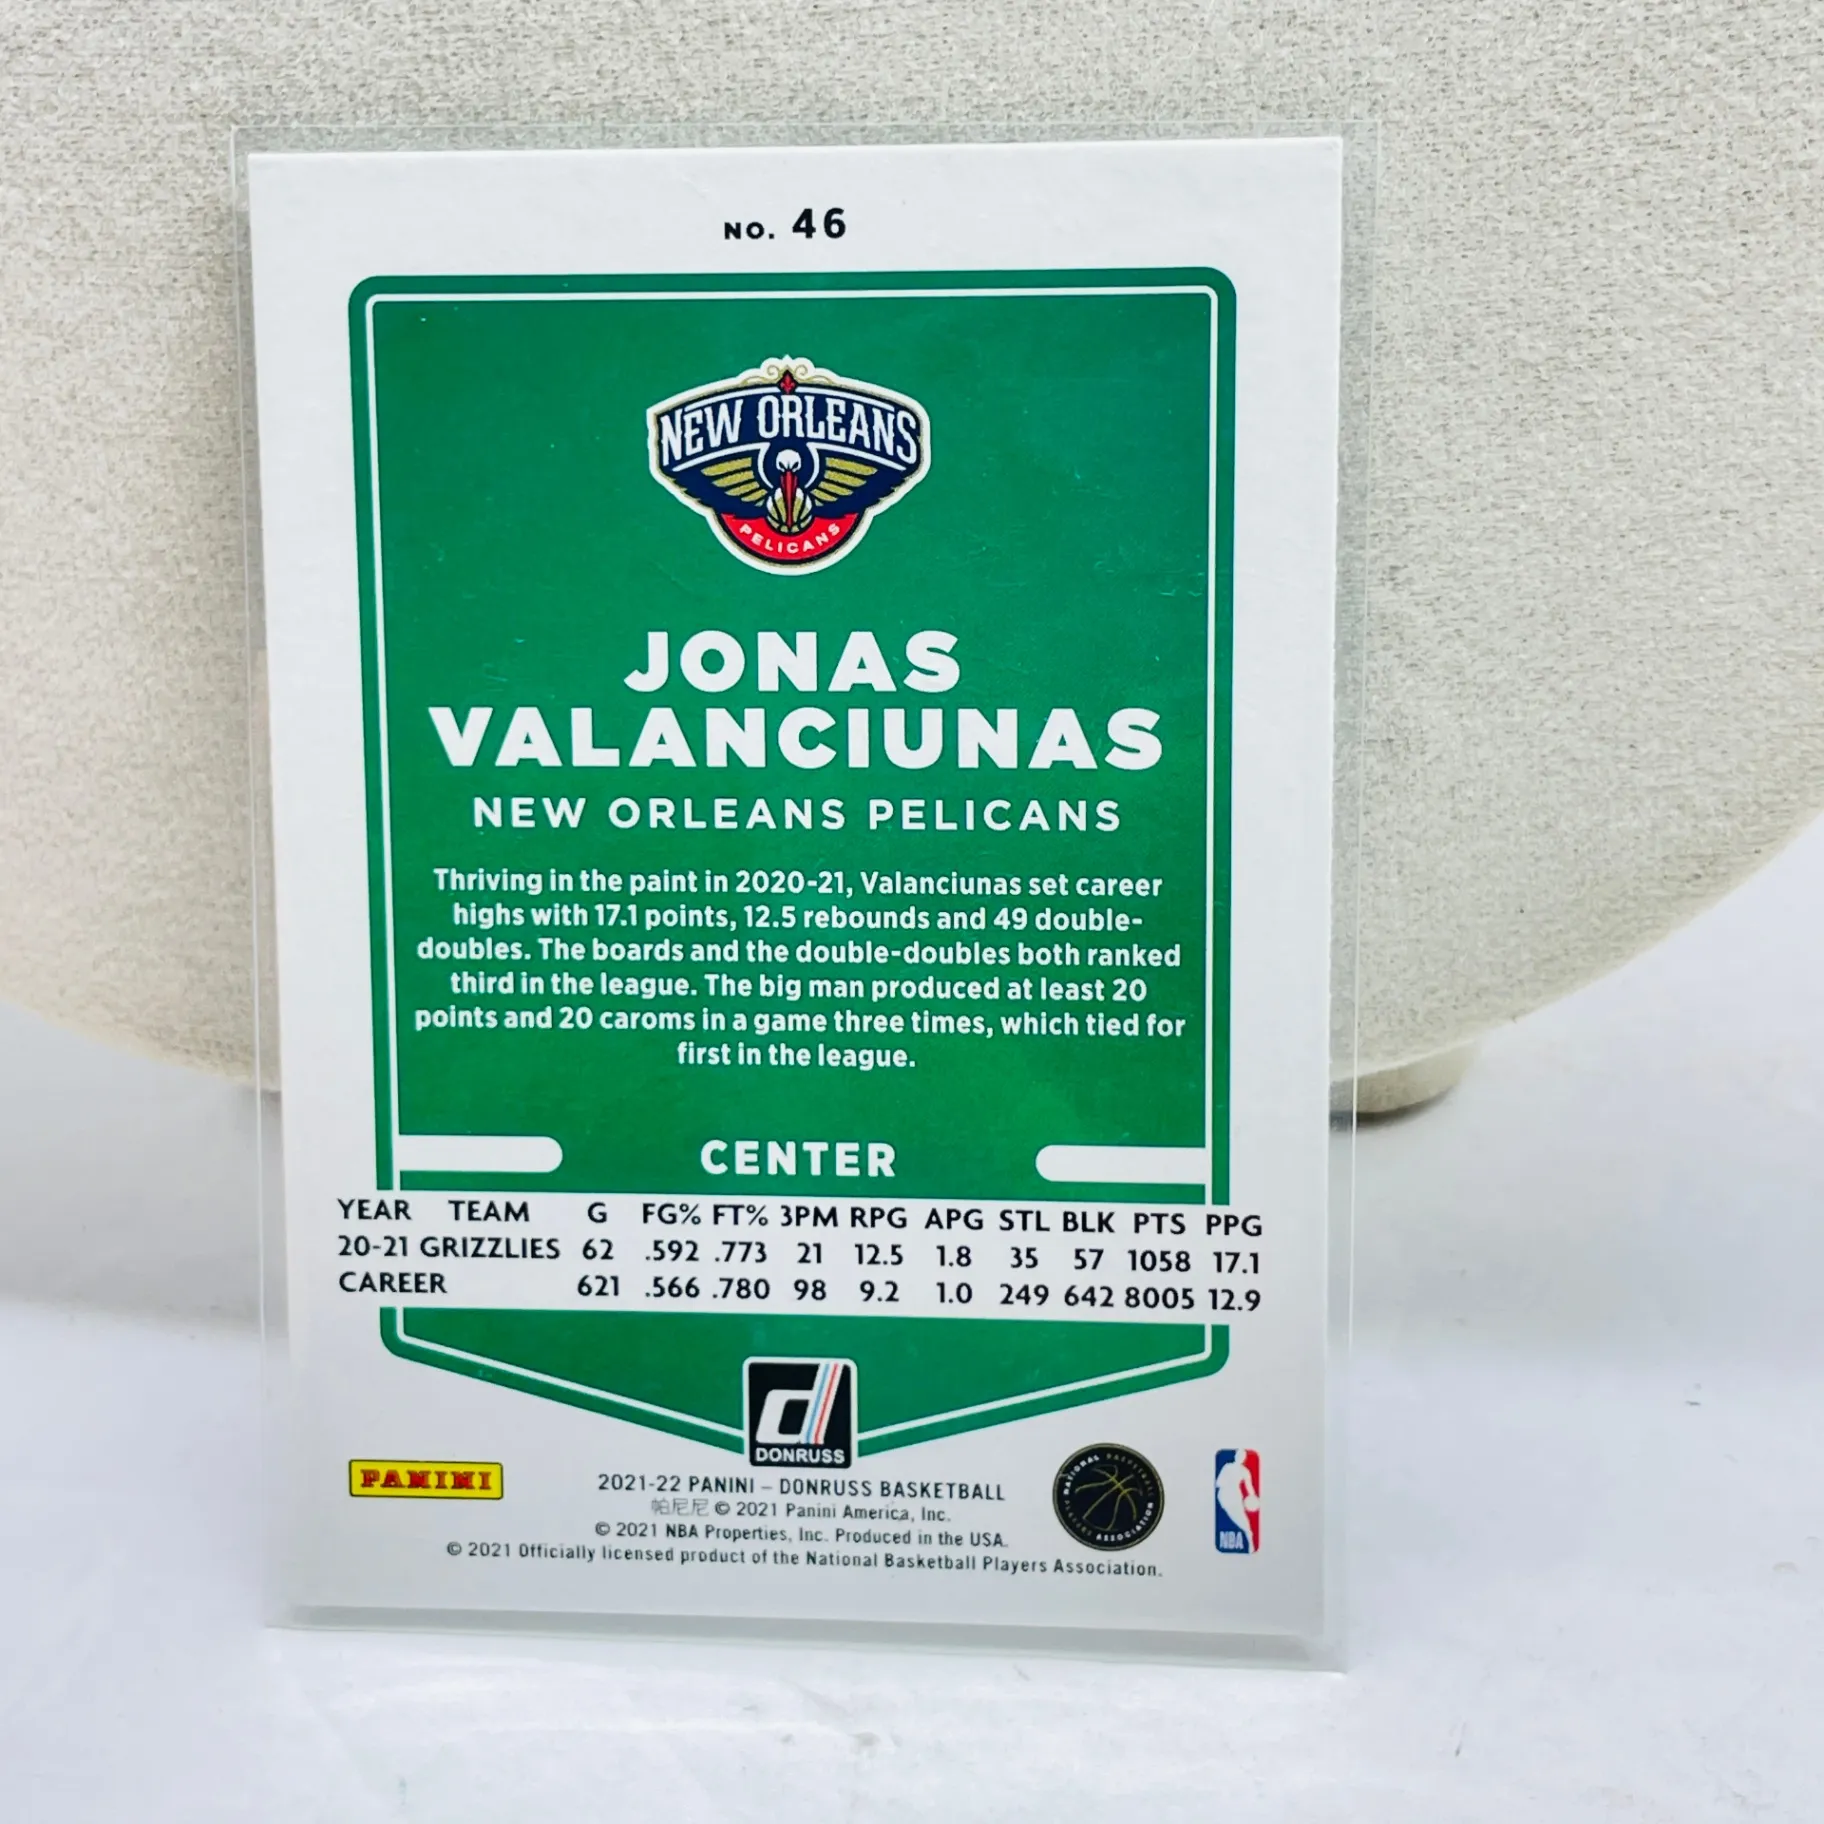 NO. 46
NEW ORLEANS
PELICANS
JONAS
VALANCIUNAS
NEW ORLEANS PELICANS
Thriving in the paint in 2020-21, Valanciunas set career
highs with 17.1 points, 12.5 rebounds and 49 double-
doubles. The boards and the double-doubles both ranked
third in the league. The big man produced at least 20
points and 20 caroms in a game three times, which tied for
first in the league.
CENTER
YEAR TEAM G FG% FT% 3PM RPG APG STL BLK PTS PPG
20-21 GRIZZLIES 62 .592 .773 21 12.5 1.8 35 57 1058 17.1
CAREER 621 .566 .780 98 9.2 1.0 249 642 8005 12.9
d
DONRUSS
PANINI
2021-22 PANINI – DONRUSS BASKETBALL
帕尼尼 © 2021 Panini America, Inc.
© 2021 NBA Properties, Inc. Produced in the USA.
© 2021 Officially licensed product of the National Basketball Players Association.
NATIONAL BASKETBALL
PLAYERS ASSOCIATION
NBA